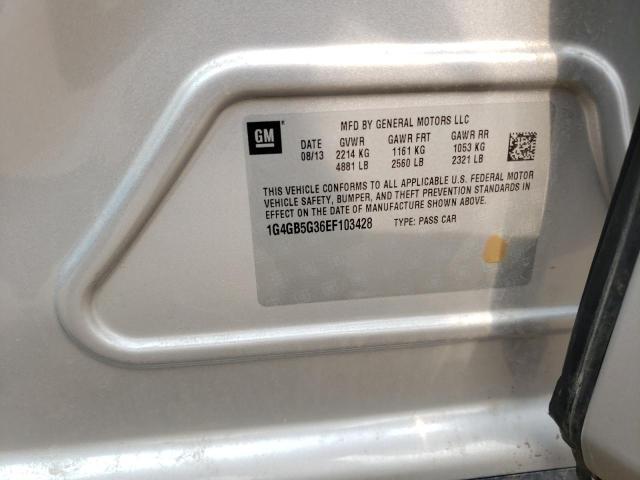 GM®
MFD BY GENERAL MOTORS LLC
DATE GVWR GAWR FRT GAWR RR
08/13 2214 KG 1161 KG 1053 KG
4881 LB 2560 LB 2321 LB
THIS VEHICLE CONFORMS TO ALL APPLICABLE U.S. FEDERAL MOTOR
VEHICLE SAFETY, BUMPER, AND THEFT PREVENTION STANDARDS IN
EFFECT ON THE DATE OF MANUFACTURE SHOWN ABOVE.
1G4GB5G36EF103428 TYPE: PASS CAR